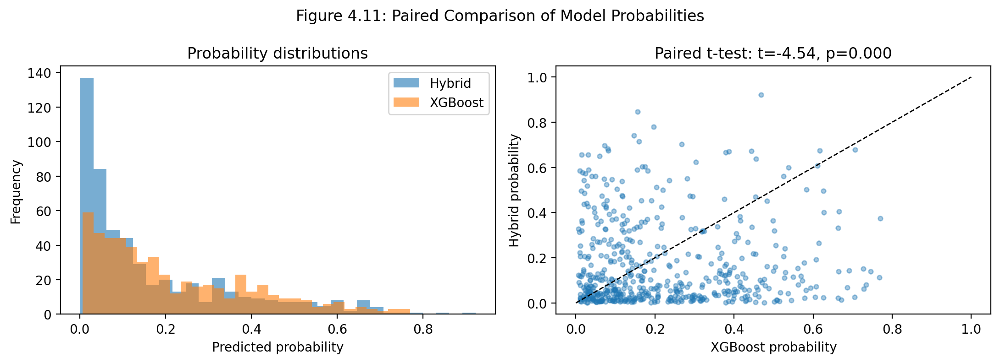 Figure 4.11: Paired Comparison of Model Probabilities
Probability distributions
140
120
100
80
60
40
20
0
Frequency
Hybrid
XGBoost
0.0 0.2 0.4 0.6 0.8
Predicted probability
Paired t-test: t=-4.54, p=0.000
1.0
0.8
0.6
0.4
0.2
0.0
Hybrid probability
0.0 0.2 0.4 0.6 0.8 1.0
XGBoost probability